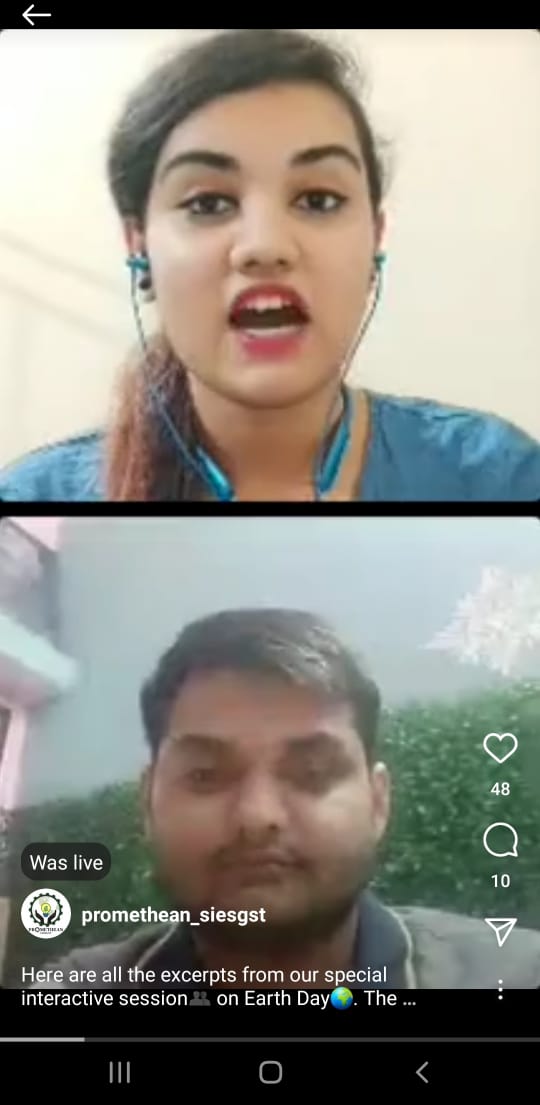 Was live
48
10
PROMETHEAN
promethean_siesgst
Here are all the excerpts from our special
interactive session👥 on Earth Day🌍. The ...